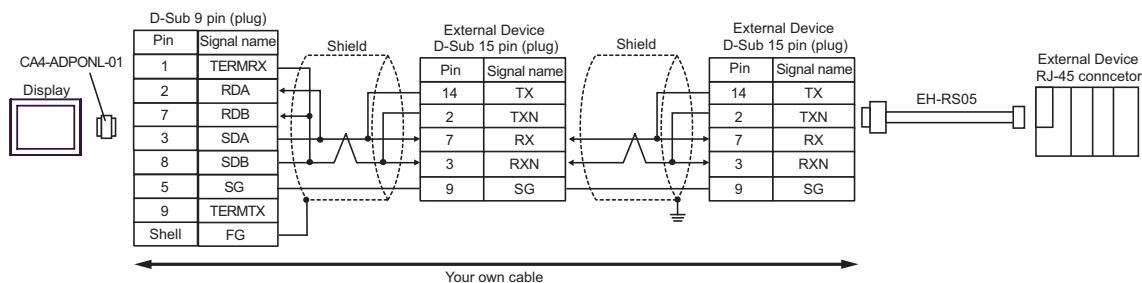 D-Sub 9 pin (plug)
Pin Signal name
1 TERMRX
2 RDA
7 RDB
3 SDA
8 SDB
5 SG
9 TERMTX
Shell FG
CA4-ADPONL-01
Display
Shield
External Device
D-Sub 15 pin (plug)
Pin Signal name
14 TX
2 TXN
7 RX
3 RXN
9 SG
Shield
External Device
D-Sub 15 pin (plug)
Pin Signal name
14 TX
2 TXN
7 RX
3 RXN
9 SG
EH-RS05
External Device
RJ-45 conncetor
Your own cable